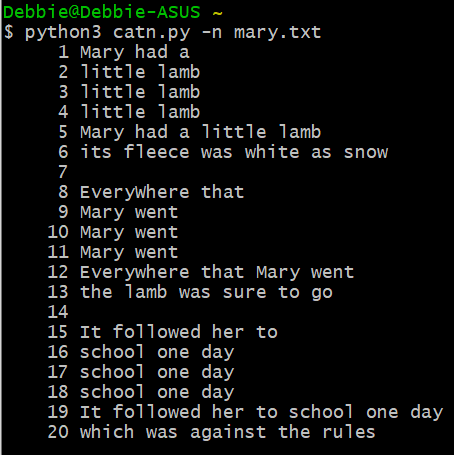 Debbie@Debbie-ASUS ~
$ python3 catn.py -n mary.txt
1 Mary had a
2 little lamb
3 little lamb
4 little lamb
5 Mary had a little lamb
6 its fleece was white as snow
7
8 EveryWhere that
9 Mary went
10 Mary went
11 Mary went
12 Everywhere that Mary went
13 the lamb was sure to go
14
15 It followed her to
16 school one day
17 school one day
18 school one day
19 It followed her to school one day
20 which was against the rules